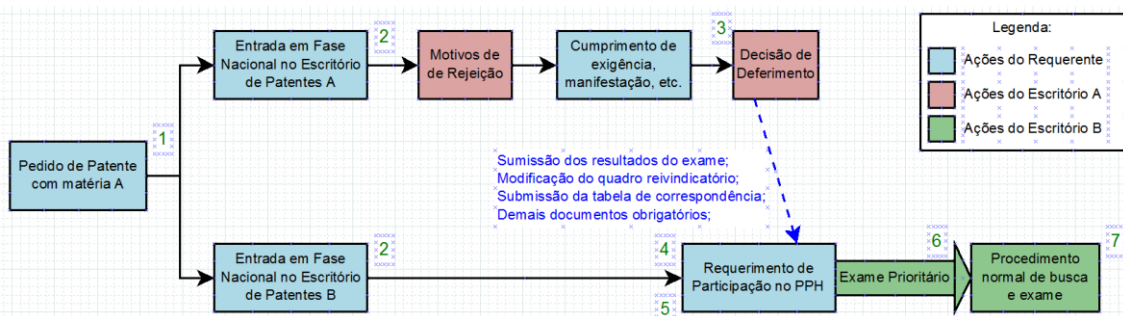 Entrada em Fase
Nacional no Escritório
de Patentes A
2
Motivos de
de Rejeição
Cumprimento de
exigência,
manifestação, etc.
3
Decisão de
Deferimento
Legenda:
Ações do Requerente
Ações do Escritório A
Ações do Escritório B
1
Pedido de Patente
com matéria A
Sumissão dos resultados do exame;
Modificação do quadro reivindicatório;
Submissão da tabela de correspondência;
Demais documentos obrigatórios;
Entrada em Fase
Nacional no Escritório
de Patentes B
2
4
5
Requerimento de
Participação no PPH
6
Exame Prioritário
7
Procedimento
normal de busca
e exame